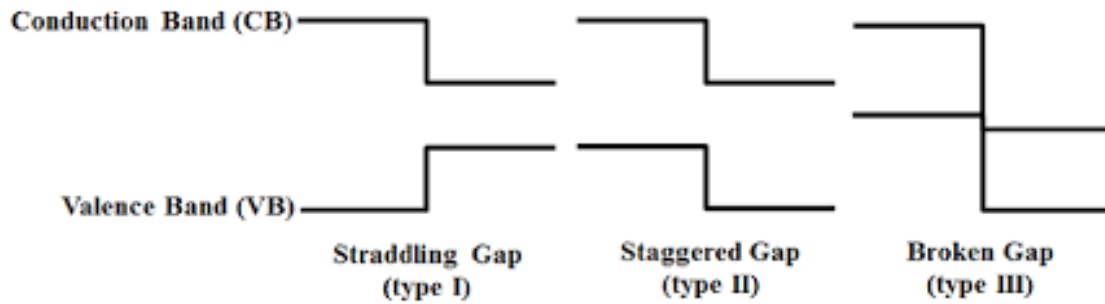 Conduction Band (CB)
Valence Band (VB)
Straddling Gap
(type I)
Staggered Gap
(type II)
Broken Gap
(type III)